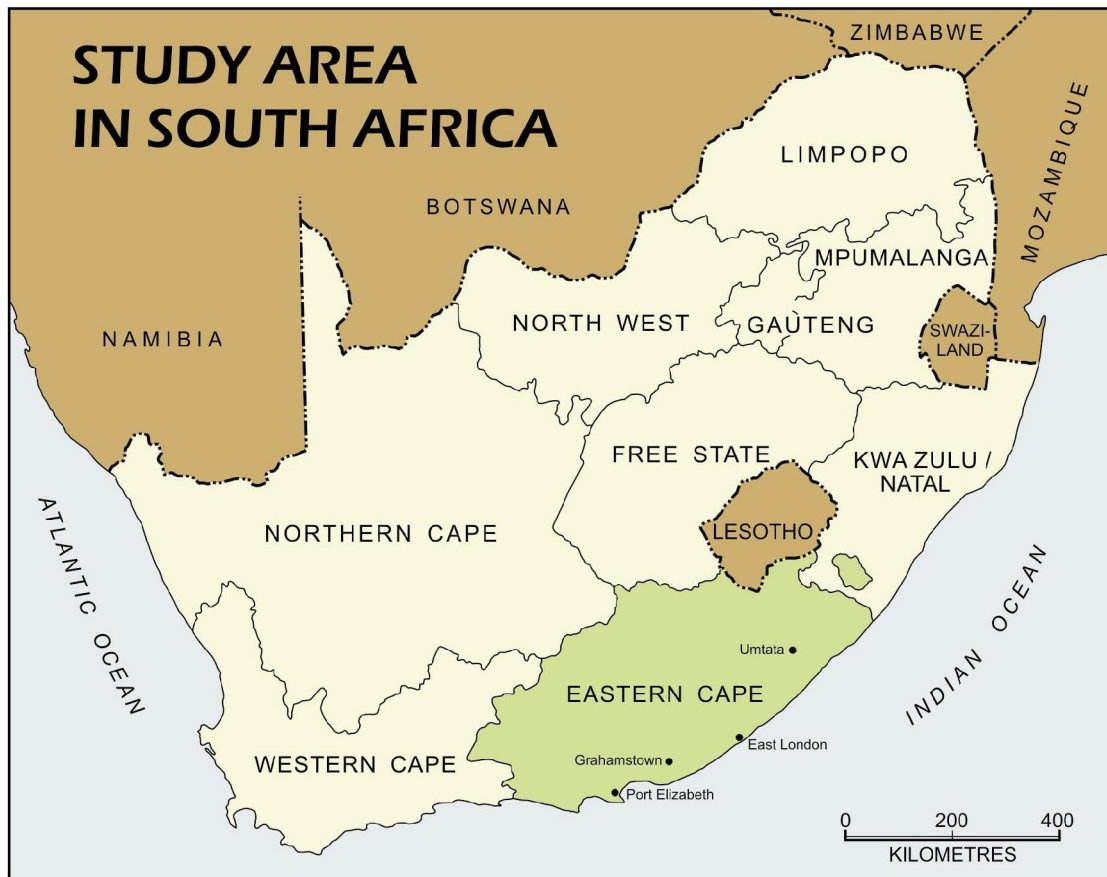 STUDY AREA
IN SOUTH AFRICA
ZIMBABWE
MOZAMBIQUE
LIMPOPO
BOTSWANA
MPUMALANGA
NORTH WEST
GAUTENG
NAMIBIA
SWAZI-
LAND
FREE STATE
KWA ZULU /
NATAL
LESOTHO
NORTHERN CAPE
ATLANTIC OCEAN
INDIAN OCEAN
Umtata
EASTERN CAPE
East London
WESTERN CAPE
Grahamstown
Port Elizabeth
0 200 400
KILOMETRES